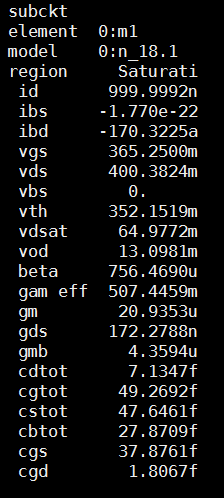 subckt
element  0:m1
model    0:n_18.1
region     Saturati
 id       999.9992n
 ibs     -1.770e-22
 ibd     -170.3225a
 vgs      365.2500m
 vds      400.3824m
 vbs        0.
 vth      352.1519m
 vdsat     64.9772m
 vod       13.0981m
 beta     756.4690u
 gam eff  507.4459m
 gm        20.9353u
 gds      172.2788n
 gmb        4.3594u
 cdtot      7.1347f
 cgtot     49.2692f
 cstot     47.6461f
 cbtot     27.8709f
 cgs       37.8761f
 cgd        1.8067f